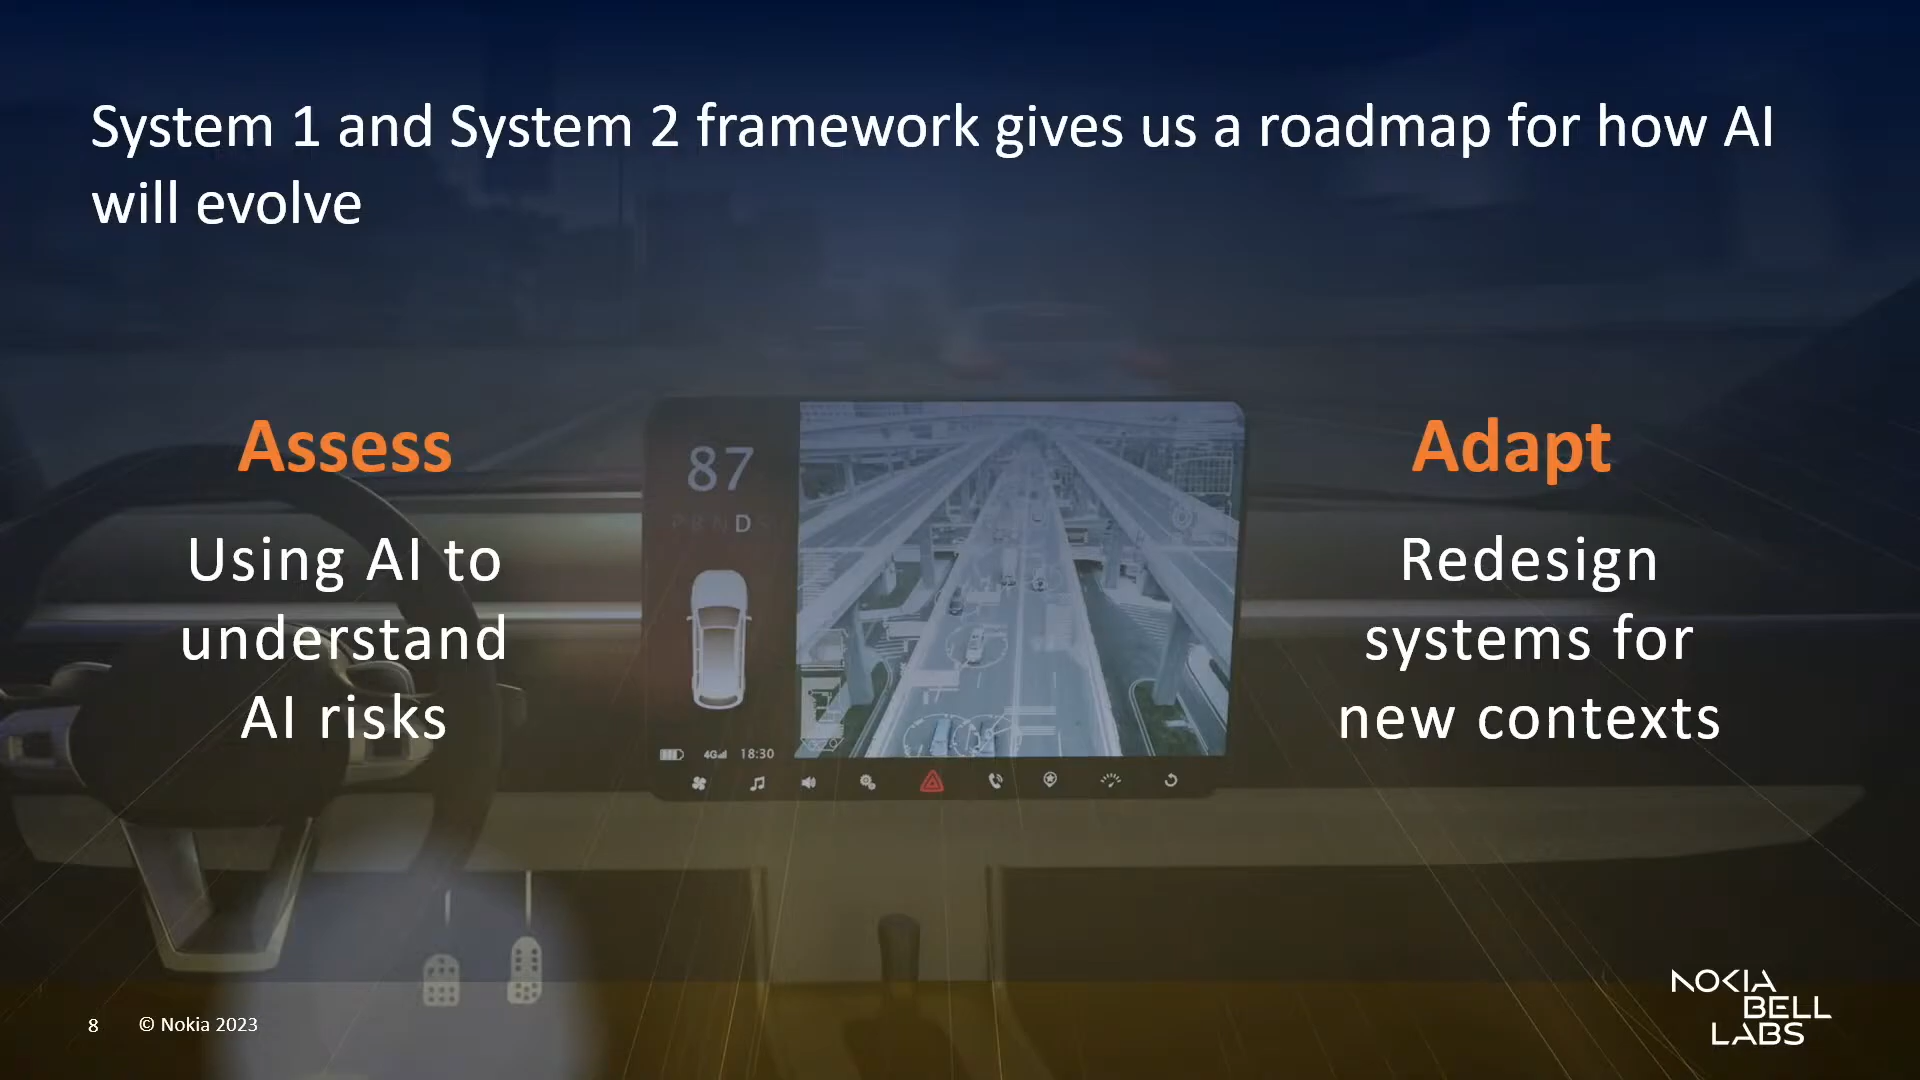 System 1 and System 2 framework gives us a roadmap for how AI
will evolve
Assess
Using AI to
understand
AI risks
87
P R N D S
4G 18:30
Adapt
Redesign
systems for
new contexts
8 © Nokia 2023
NOKIA
BELL
LABS